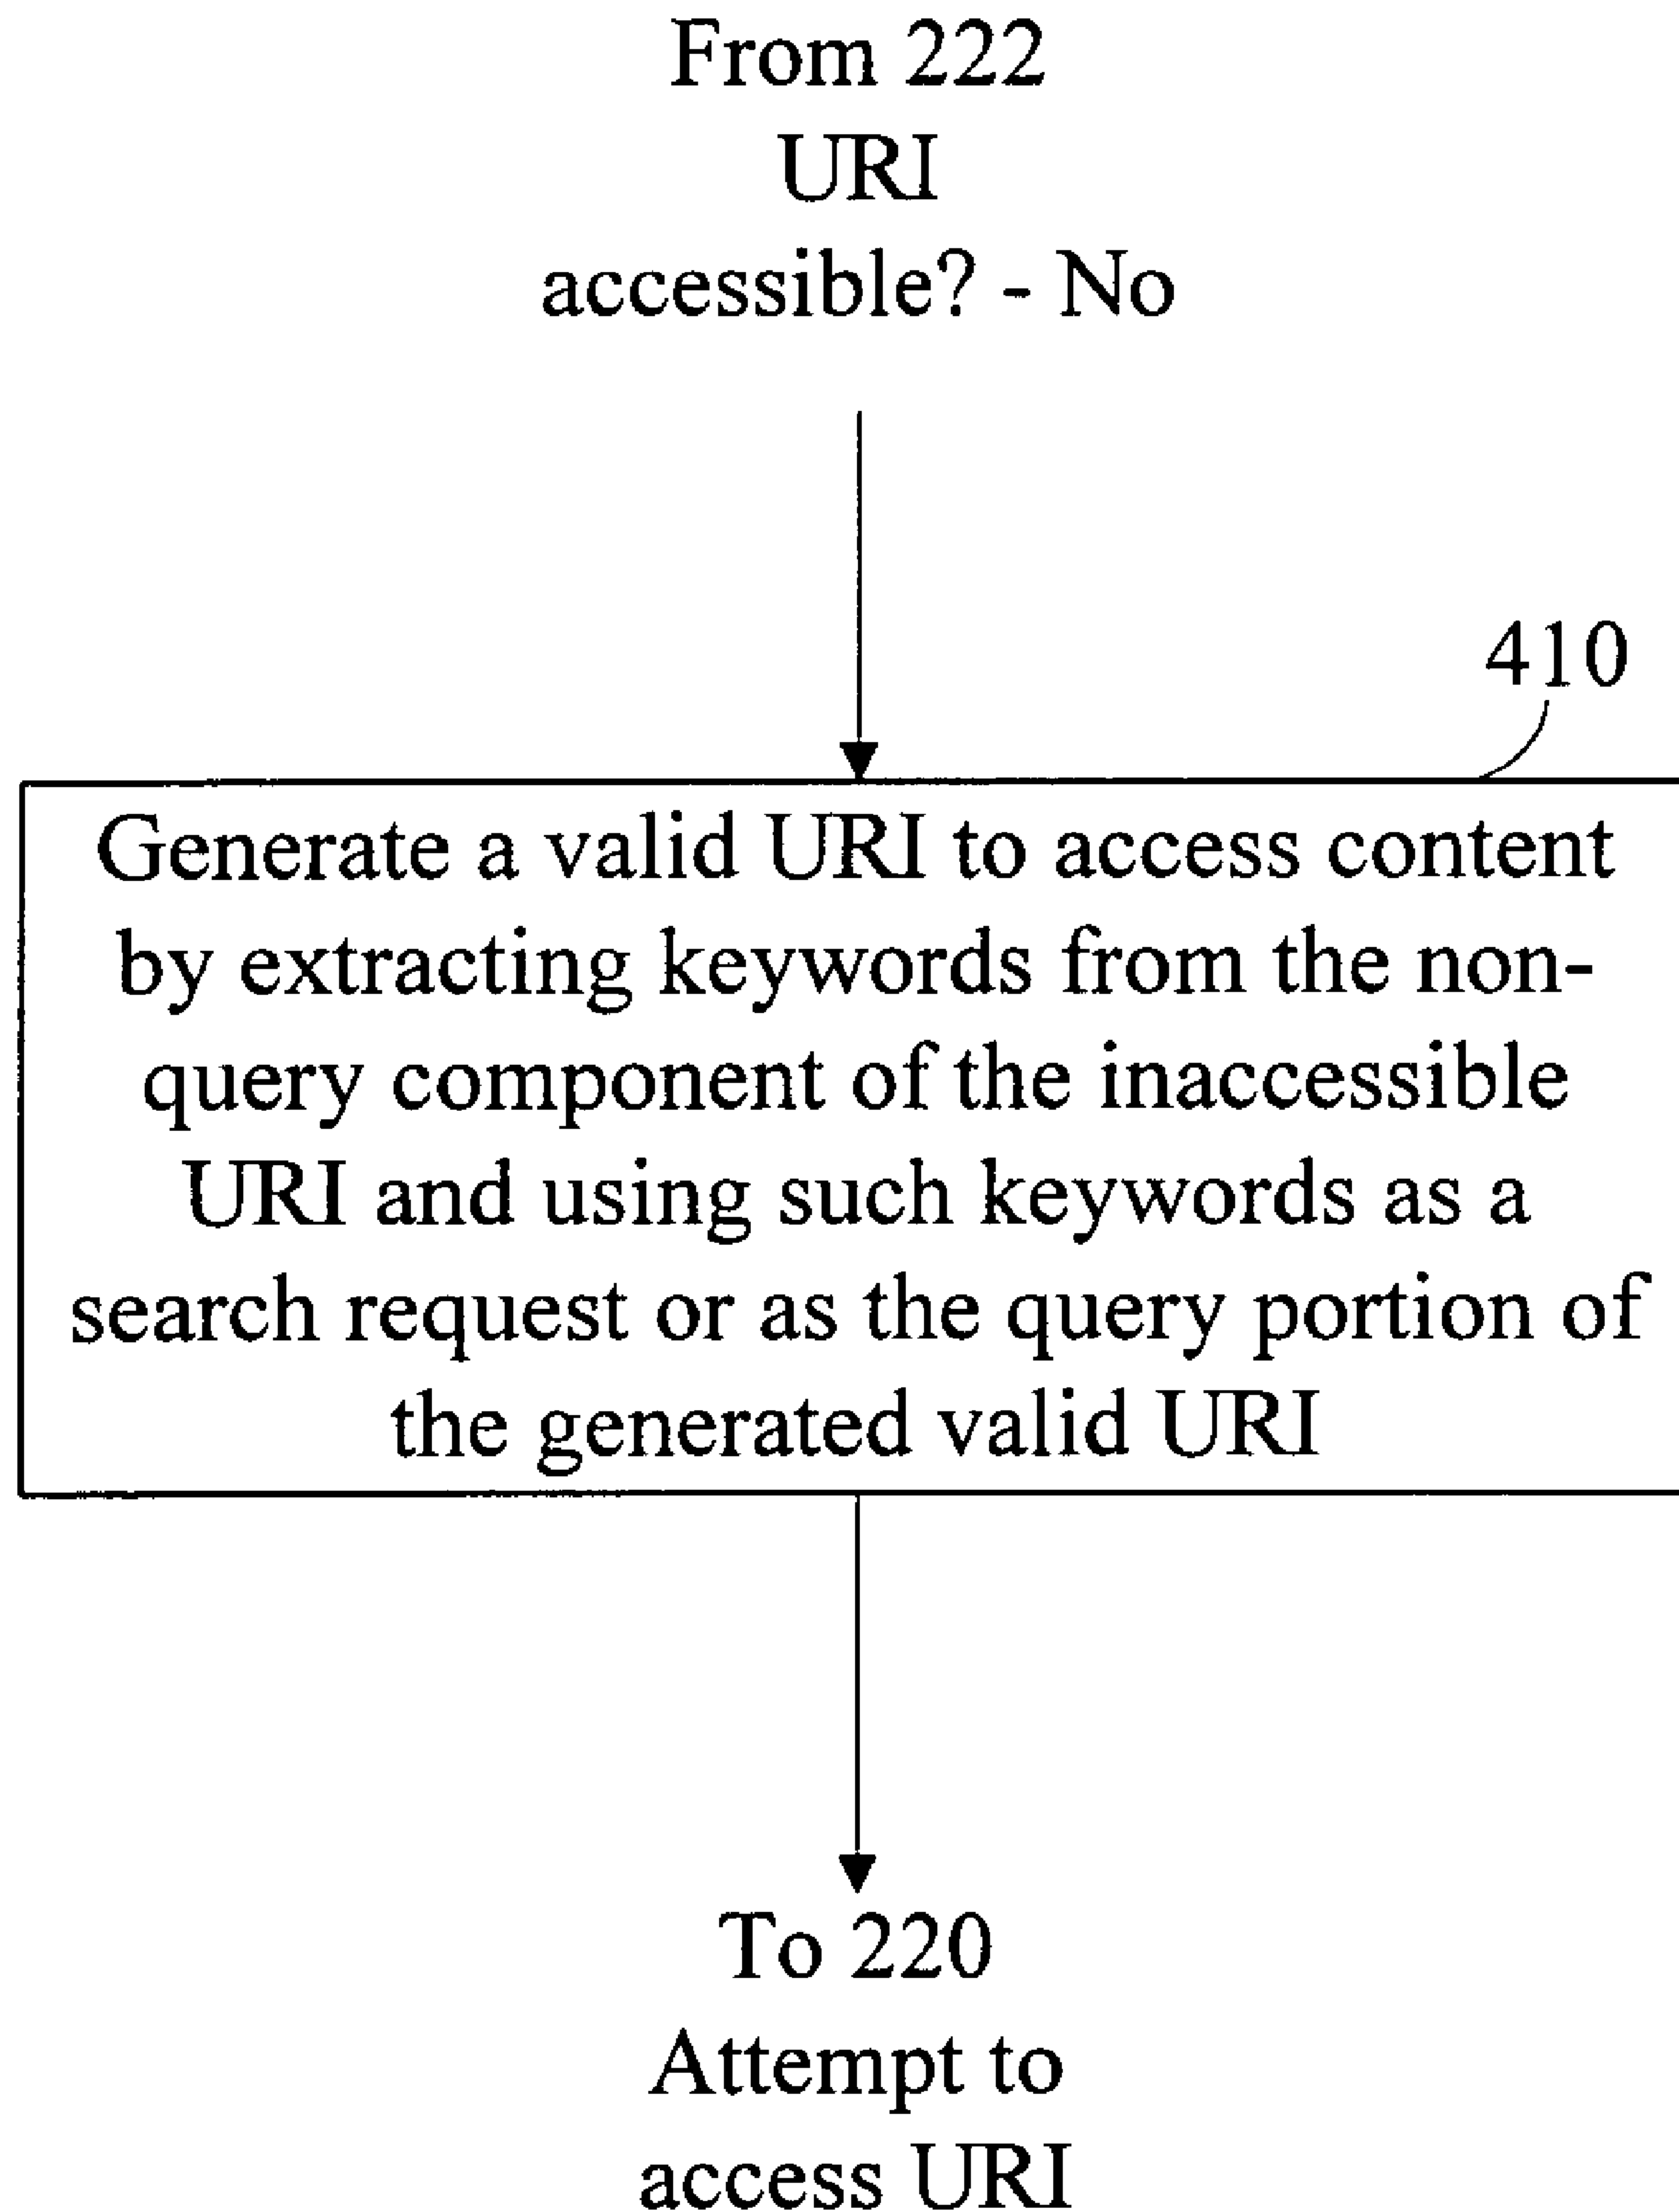 From 222
URI
accessible? - No
410
Generate a valid URI to access content
by extracting keywords from the non-
query component of the inaccessible
URI and using such keywords as a
search request or as the query portion of
the generated valid URI
To 220
Attempt to
access URI